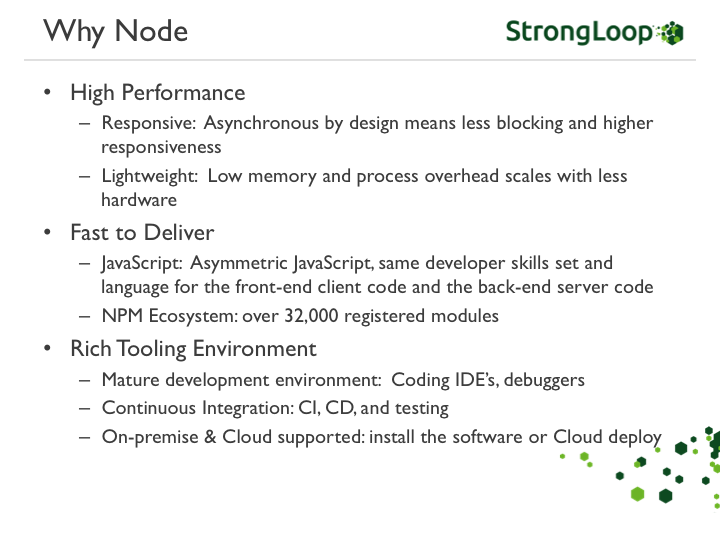 Why Node
StrongLoop
• High Performance
– Responsive: Asynchronous by design means less blocking and higher
responsiveness
– Lightweight: Low memory and process overhead scales with less
hardware
• Fast to Deliver
– JavaScript: Asymmetric JavaScript, same developer skills set and
language for the front-end client code and the back-end server code
– NPM Ecosystem: over 32,000 registered modules
• Rich Tooling Environment
– Mature development environment: Coding IDE's, debuggers
– Continuous Integration: CI, CD, and testing
– On-premise & Cloud supported: install the software or Cloud deploy